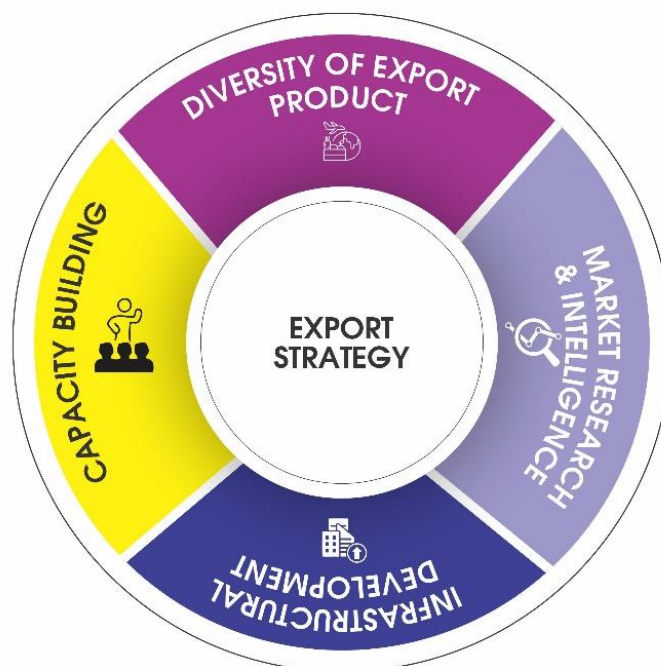 DIVERSITY OF EXPORT
PRODUCT
MARKET RESEARCH
& INTELLIGENCE
INFRASTRUCTURAL
DEVELOPMENT
CAPACITY BUILDING
EXPORT
STRATEGY